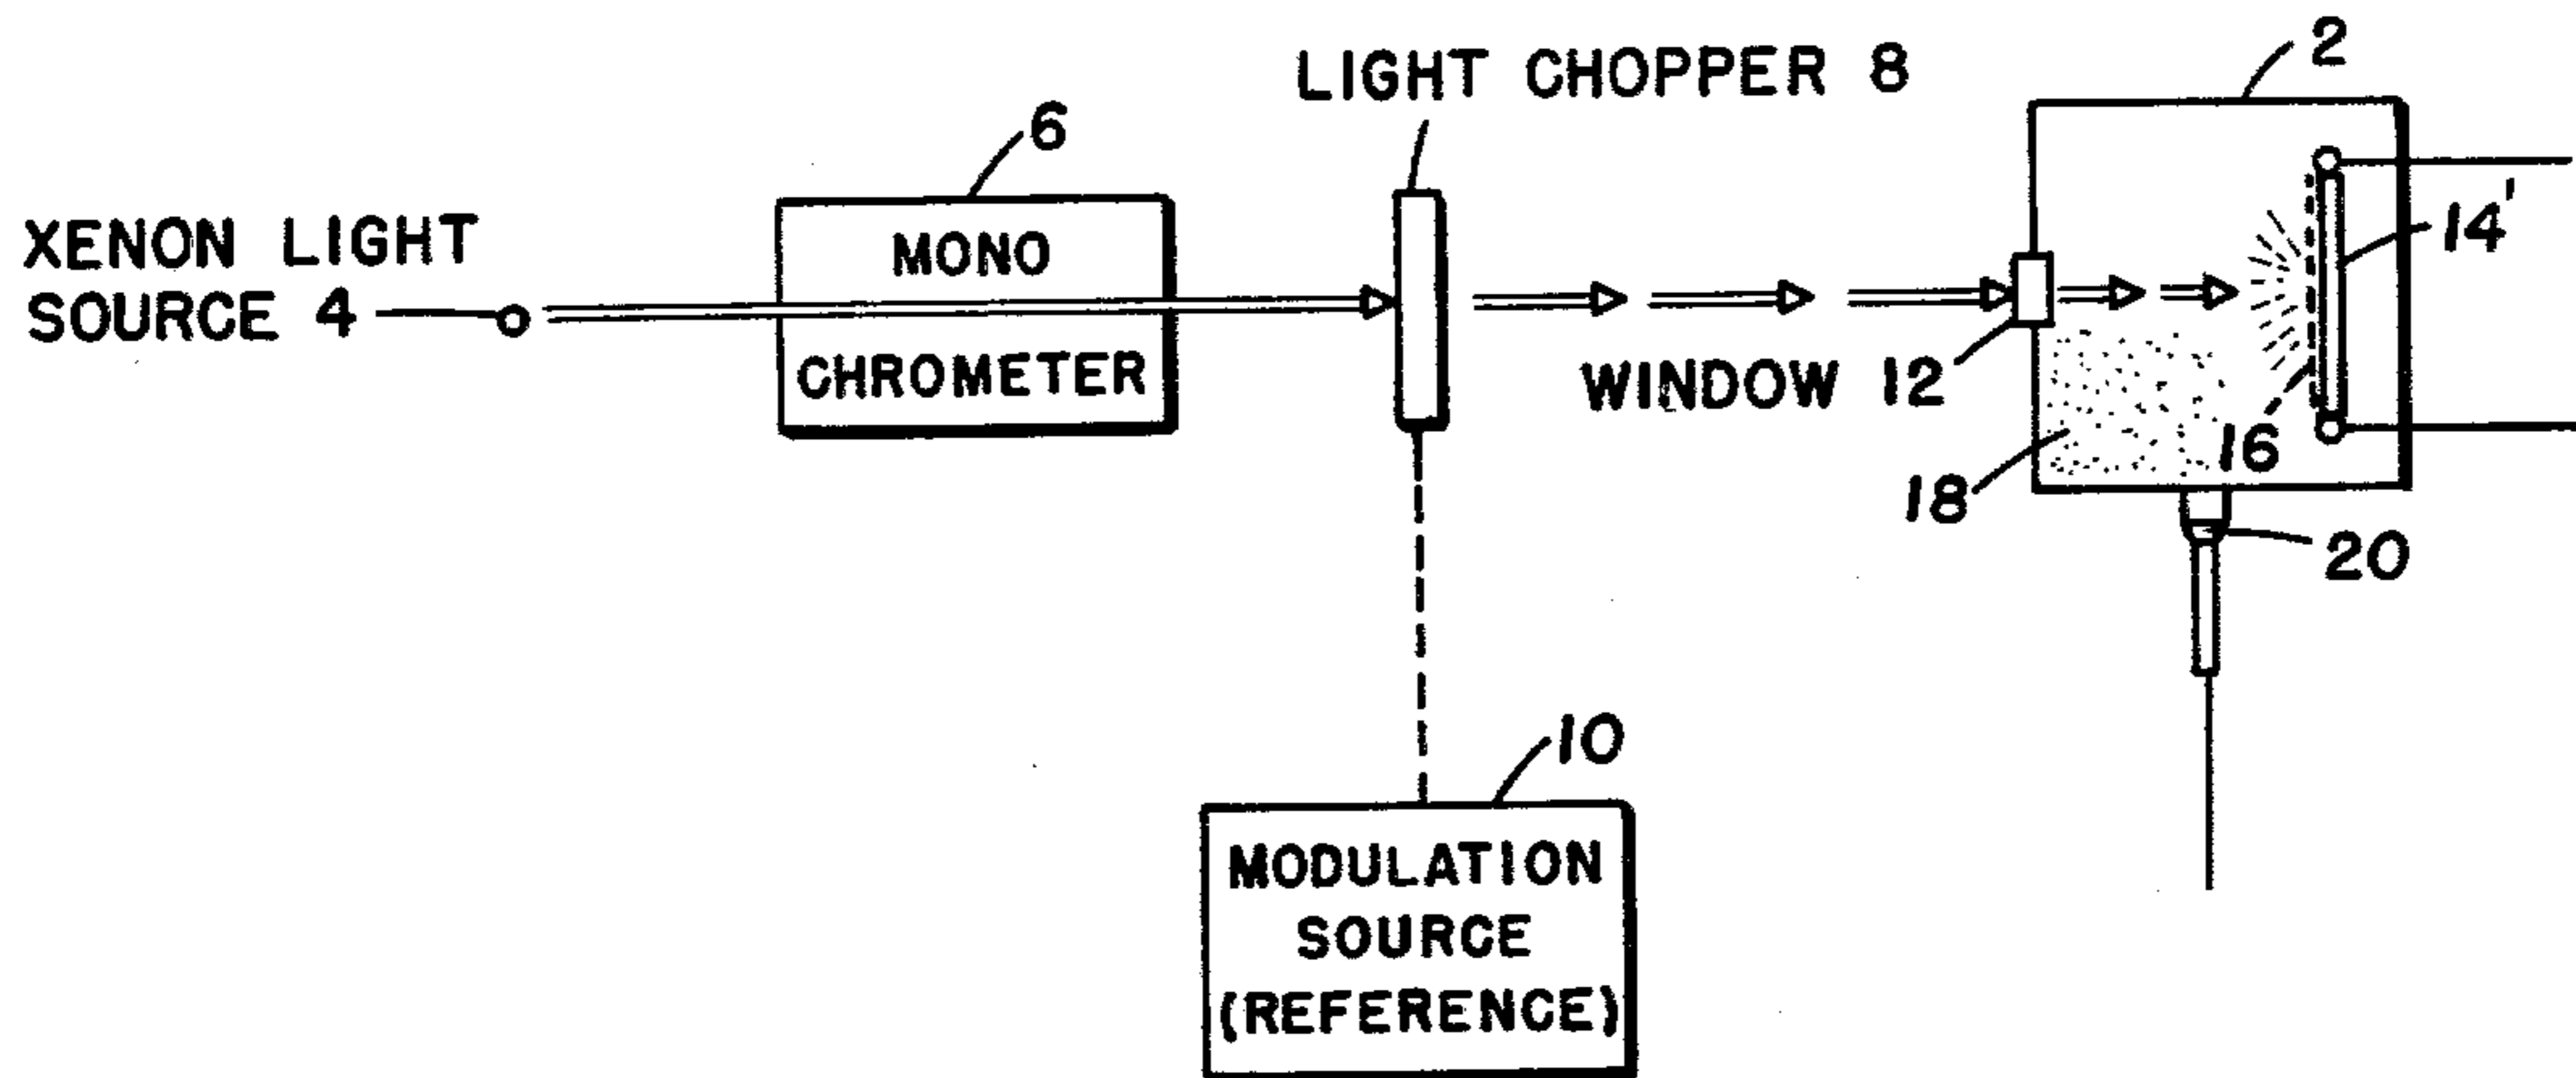 XENON LIGHT
SOURCE 4
6
MONO
CHROMETER
LIGHT CHOPPER 8
WINDOW 12
2
14'
16
18
20
10
MODULATION
SOURCE
(REFERENCE)